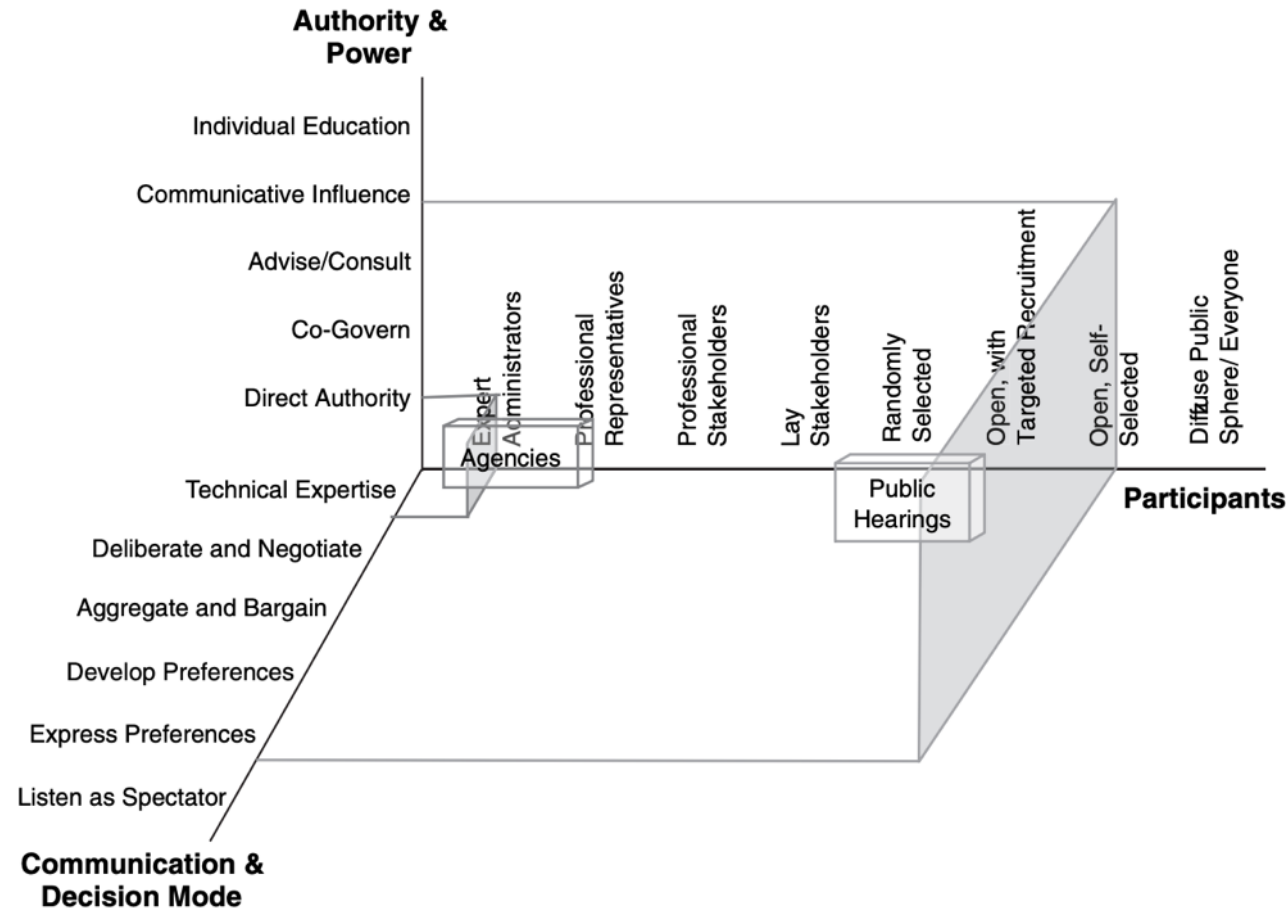 Authority &
Power
Individual Education
Communicative Influence
Advise/Consult
Co-Govern
Direct Authority
Expert
Administrators
Professional
Representatives
Professional
Stakeholders
Lay
Stakeholders
Randomly
Selected
Open, with
Targeted Recruitment
Open, Self-
Selected
Diffuse Public
Sphere/ Everyone
Agencies
Public
Hearings
Participants
Technical Expertise
Deliberate and Negotiate
Aggregate and Bargain
Develop Preferences
Express Preferences
Listen as Spectator
Communication &
Decision Mode